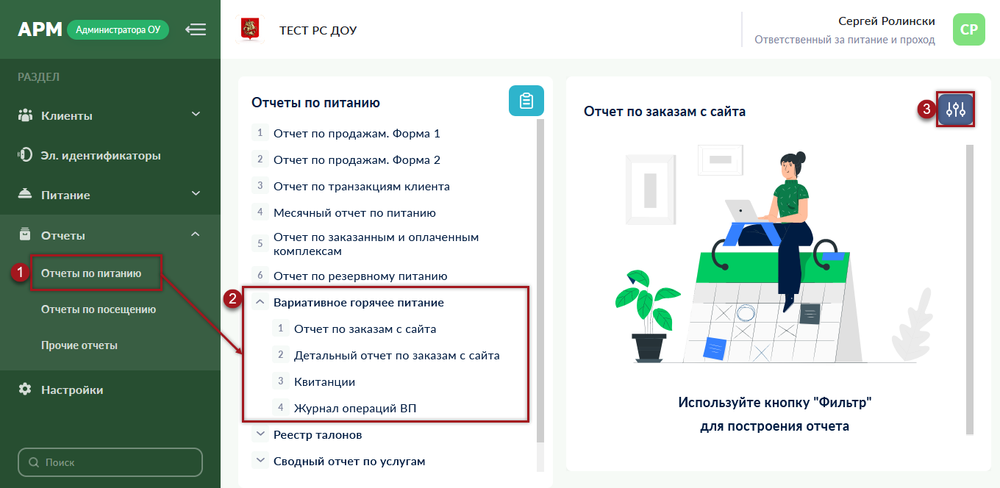 АРМ
Администратора ОУ
РАЗДЕЛ
Клиенты
Эл. идентификаторы
Питание
Отчеты
1
Отчеты по питанию
Отчеты по посещению
Прочие отчеты
Настройки
Поиск
ТЕСТ РС ДОУ
Сергей Ролински
Ответственный за питание и проход
СР
Отчеты по питанию
1 Отчет по продажам. Форма 1
2 Отчет по продажам. Форма 2
3 Отчет по транзакциям клиента
4 Месячный отчет по питанию
5 Отчет по заказанным и оплаченным
комплексам
6 Отчет по резервному питанию
2
Вариативное горячее питание
1 Отчет по заказам с сайта
2 Детальный отчет по заказам с сайта
3 Квитанции
4 Журнал операций ВП
Реестр талонов
Сводный отчет по услугам
Отчет по заказам с сайта
3
Используйте кнопку "Фильтр"
для построения отчета